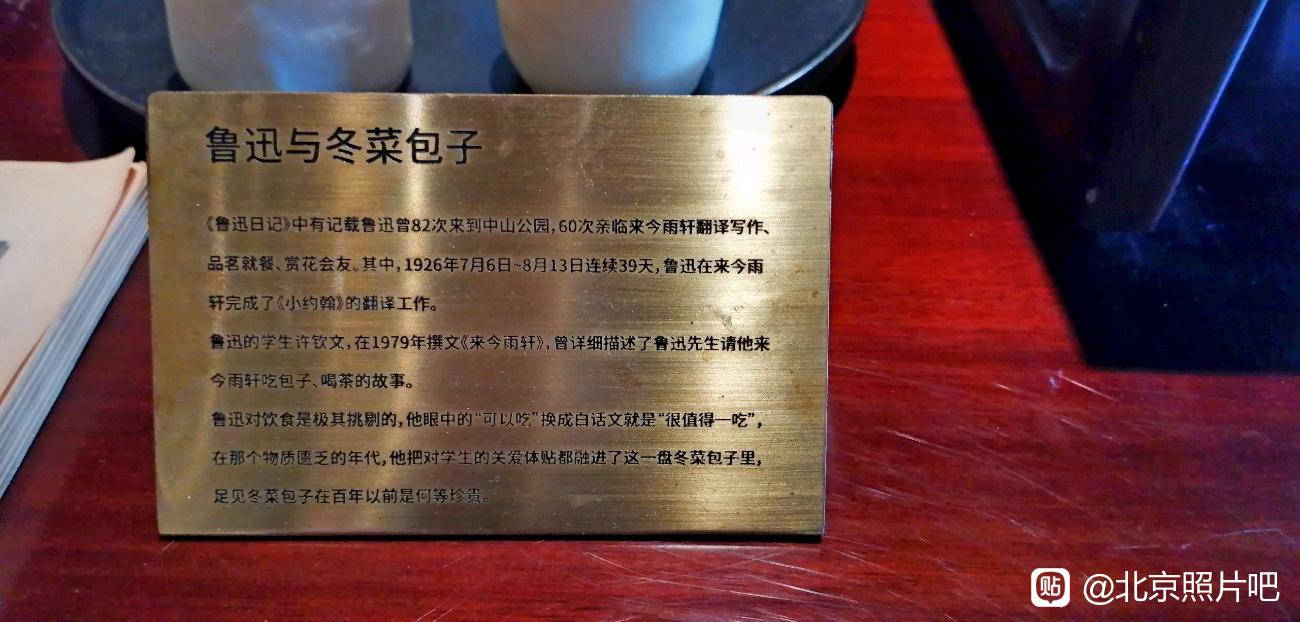 鲁迅与冬菜包子
《鲁迅日记》中有记载鲁迅曾82次来到中山公园，60次亲临来今雨轩翻译写作、
品茗就餐、赏花会友。其中，1926年7月6日~8月13日连续39天，鲁迅在来今雨
轩完成了《小约翰》的翻译工作。
鲁迅的学生许钦文，在1979年撰文《来今雨轩》，曾详细描述了鲁迅先生请他来
今雨轩吃包子、喝茶的故事。
鲁迅对饮食是极其挑剔的，他眼中的“可以吃”换成白话文就是“很值得一吃”，
在那个物质匮乏的年代，他把对学生的关爱体贴都融进了这一盘冬菜包子里，
足见冬菜包子在百年以前是何等珍贵。
贴 @北京照片吧